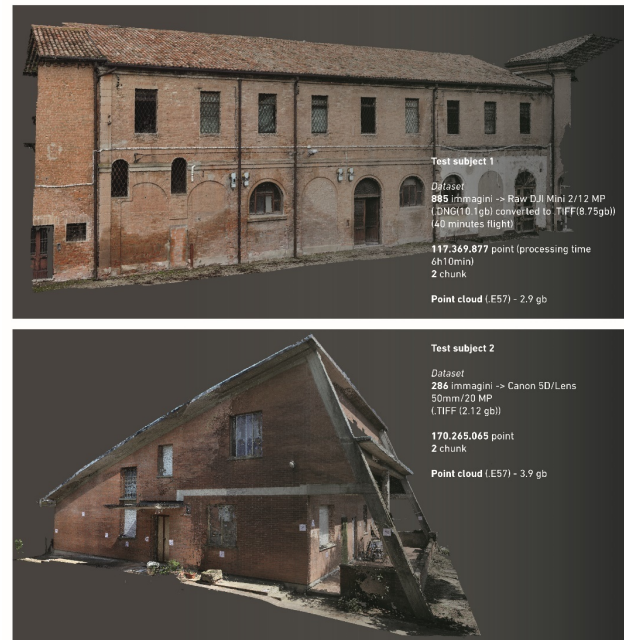 Test subject 1
Dataset
885 immagini -> Raw DJI Mini 2/12 MP
(.DNG(10.1gb) converted to .TIFF(8.75gb))
(40 minutes flight)
117.369.877 point (processing time
6h10min)
2 chunk
Point cloud (.E57) - 2.9 gb
Test subject 2
Dataset
286 immagini -> Canon 5D/Lens
50mm/20 MP
(.TIFF (2.12 gb))
170.265.065 point
2 chunk
Point cloud (.E57) - 3.9 gb